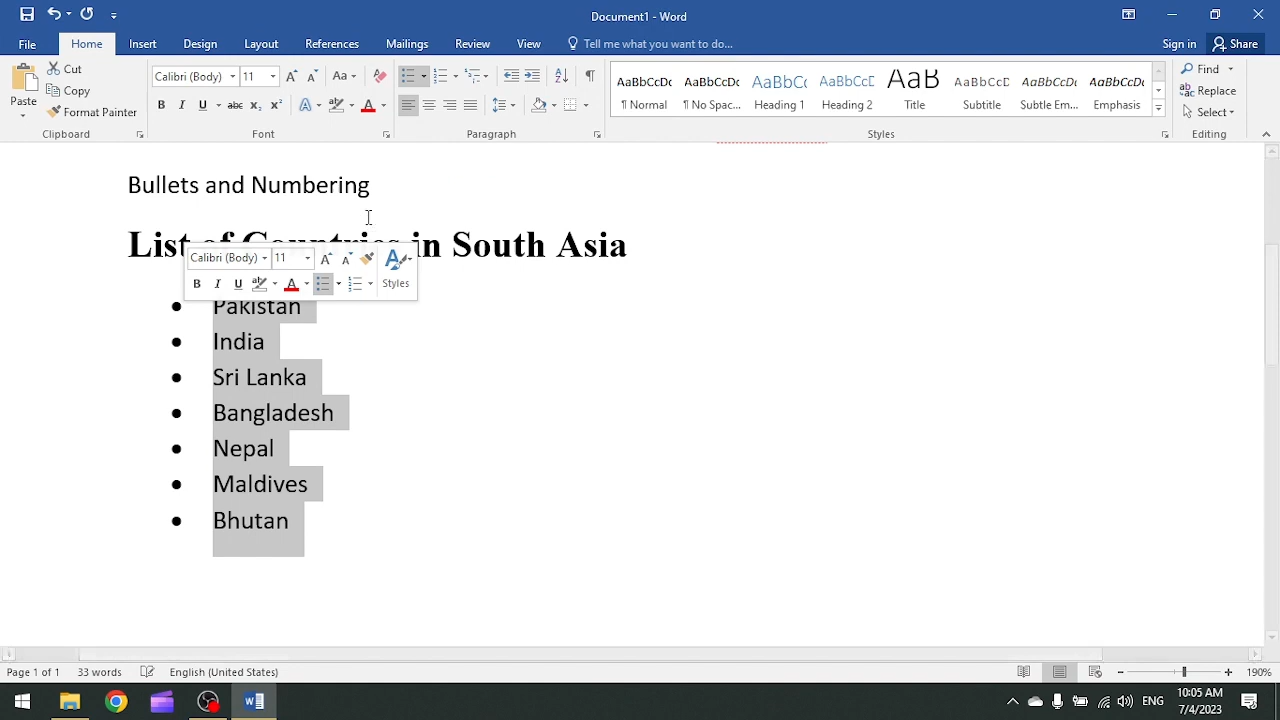 Document1 - Word
File Home Insert Design Layout References Mailings Review View Tell me what you want to do... Sign in Share
Paste
Cut
Copy
Format Painter
Clipboard
Calibri (Body) 11
Font
Paragraph
AaBbCcDc AaBbCcDc AaBbCc AaBbCcD AaB AaBbCcD AaBbCcDc AaBbCcDc
¶ Normal ¶ No Spac... Heading 1 Heading 2 Title Subtitle Subtle Em... Emphasis
Styles
Find
Replace
Select
Editing
Bullets and Numbering
List of Countries in South Asia
Calibri (Body) 11
Styles
• Pakistan
• India
• Sri Lanka
• Bangladesh
• Nepal
• Maldives
• Bhutan
Page 1 of 1 33 words English (United States) 190%
ENG 10:05 AM
7/4/2023